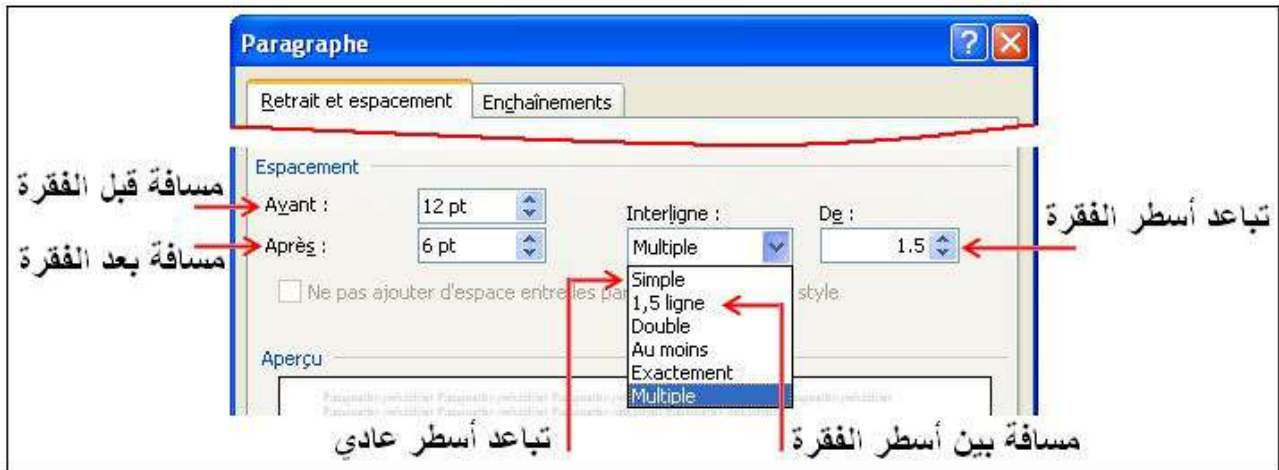 Paragraphe
Retrait et espacement Enchaînements
Espacement
مسافة قبل الفقرة
Avant : 12 pt
Interligne : De :
تباعد أسطر الفقرة
مسافة بعد الفقرة
Après : 6 pt
Multiple 1.5
Simple
Ne pas ajouter d'espace entre les par style
1,5 ligne
Double
Au moins
Aperçu
Exactement
Multiple
تباعد أسطر عادي
مسافة بين أسطر الفقرة